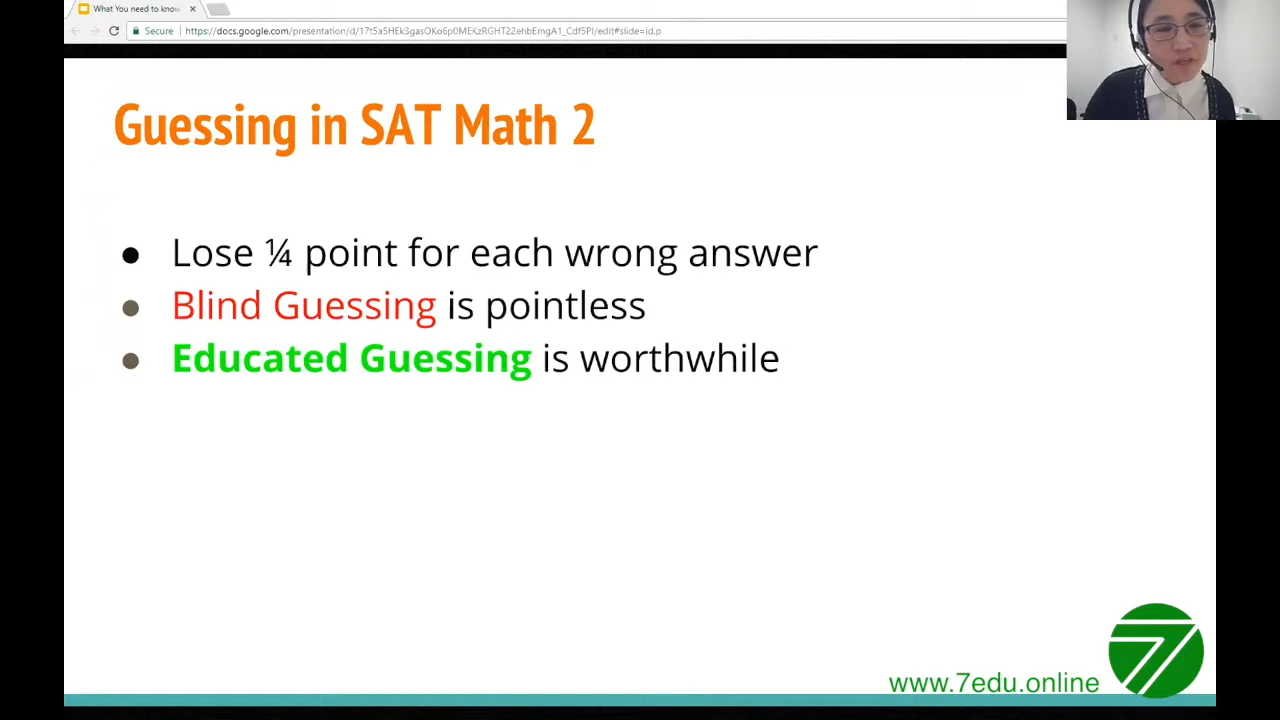 What You need to know
Secure
https://docs.google.com/presentation/d/17t5a5HEk3gasOKo6p0MEKzRGHT22ehbEmgA1_Cdf5PI/edit#slide=id.p
Guessing in SAT Math 2
● Lose ¼ point for each wrong answer
● Blind Guessing is pointless
● Educated Guessing is worthwhile
www.7edu.online
7